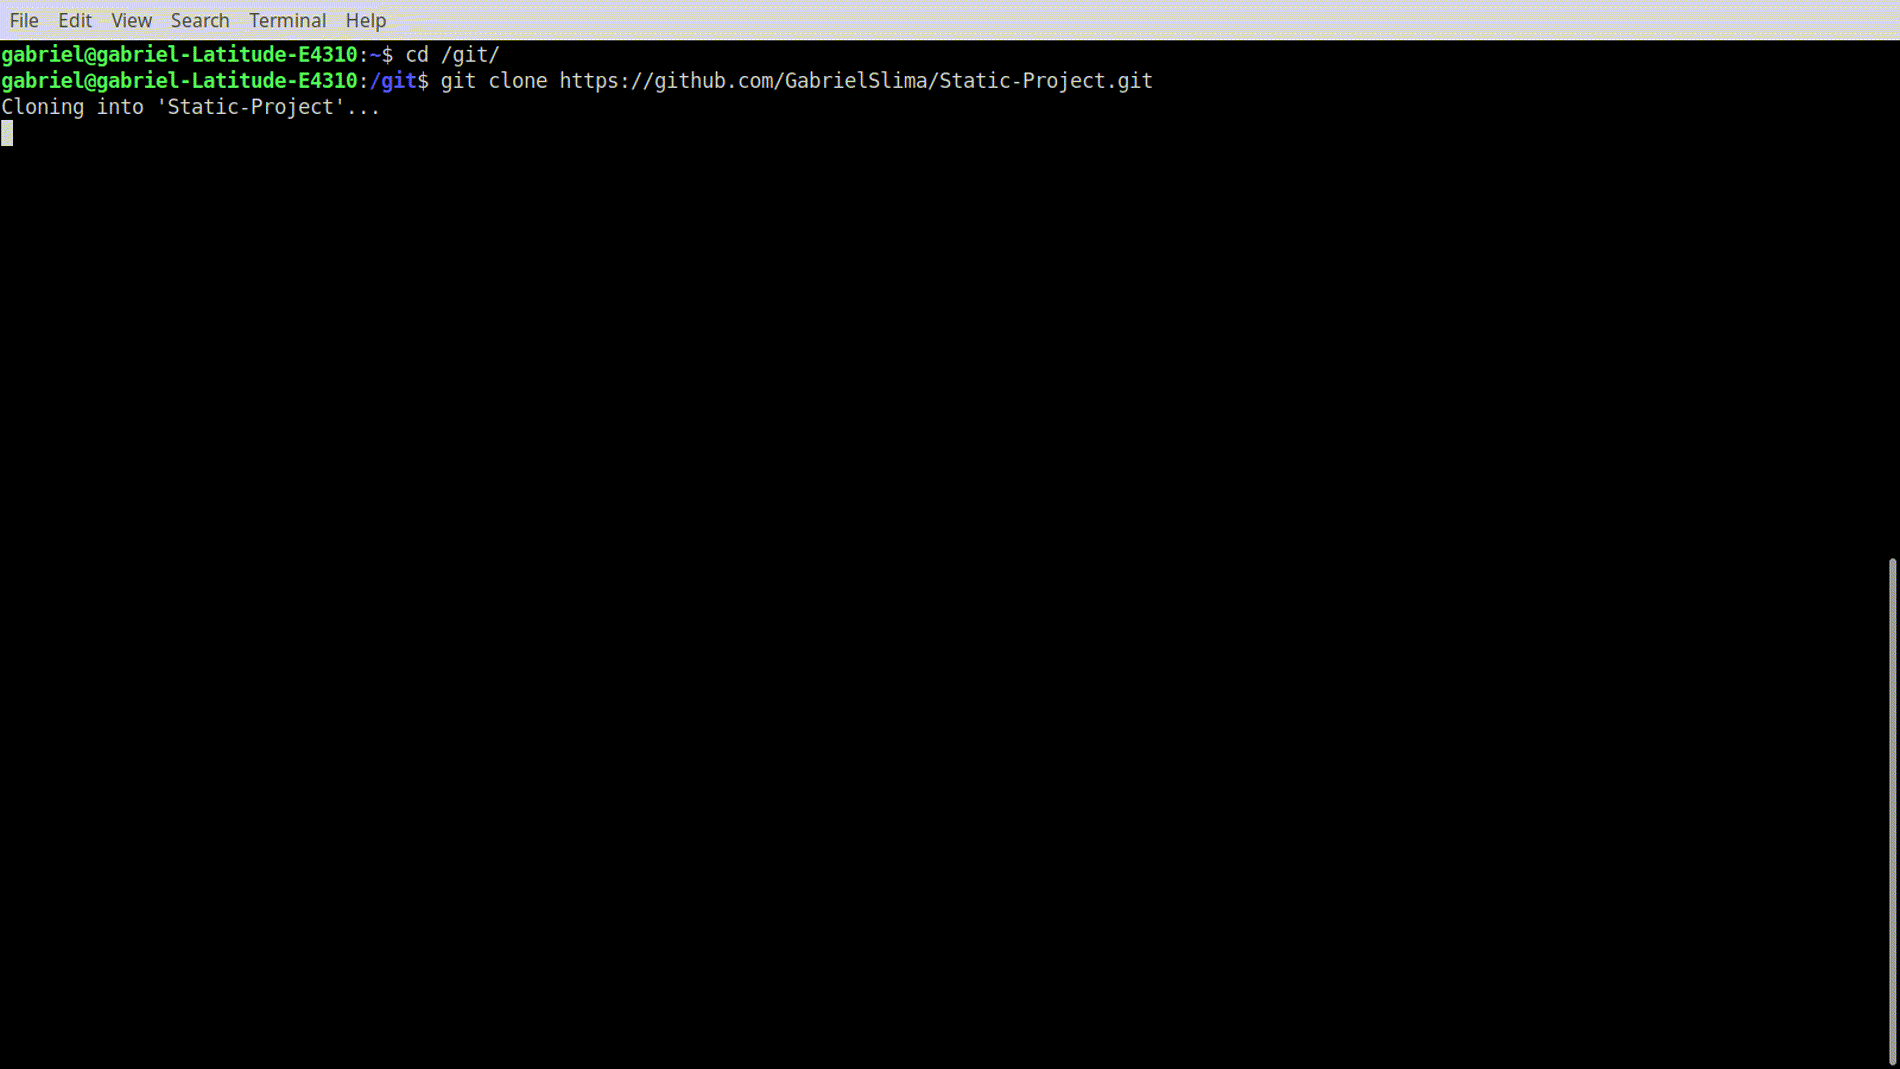 File Edit View Search Terminal Help
gabriel@gabriel-Latitude-E4310:~$ cd /git/
gabriel@gabriel-Latitude-E4310:/git$ git clone https://github.com/GabrielSlima/Static-Project.git
Cloning into 'Static-Project'...